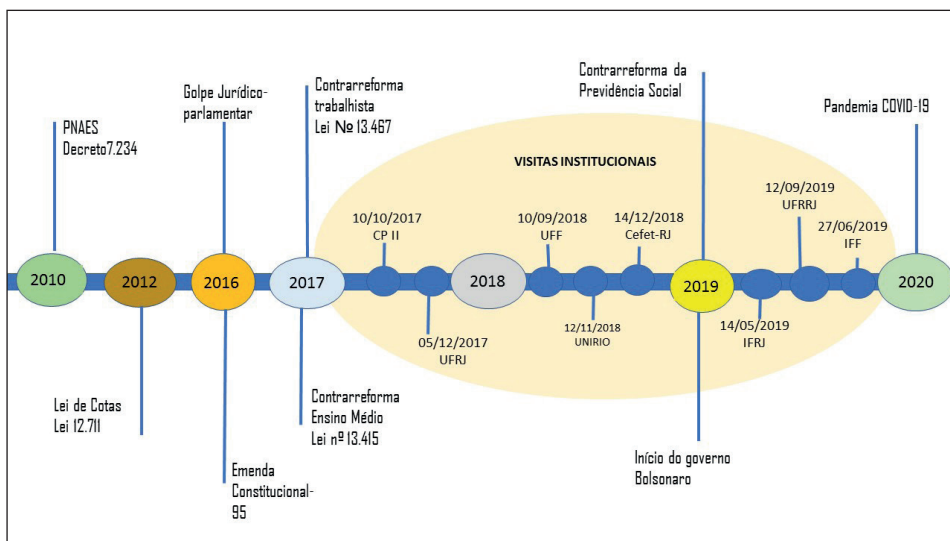 PNAES
Decreto7.234
Golpe Jurídico-
parlamentar
Contrarreforma
trabalhista
Lei Nº 13.467
Contrarreforma da
Previdência Social
Pandemia COVID-19
VISITAS INSTITUCIONAIS
10/10/2017
CP II
10/09/2018
UFF
14/12/2018
Cefet-RJ
12/09/2019
UFRRJ
27/06/2019
IFF
2010
2012
2016
2017
2018
2019
2020
05/12/2017
UFRJ
12/11/2018
UNIRIO
14/05/2019
IFRJ
Lei de Cotas
Lei 12.711
Emenda
Constitucional-
95
Contrarreforma
Ensino Médio
Lei nº 13.415
Início do governo
Bolsonaro